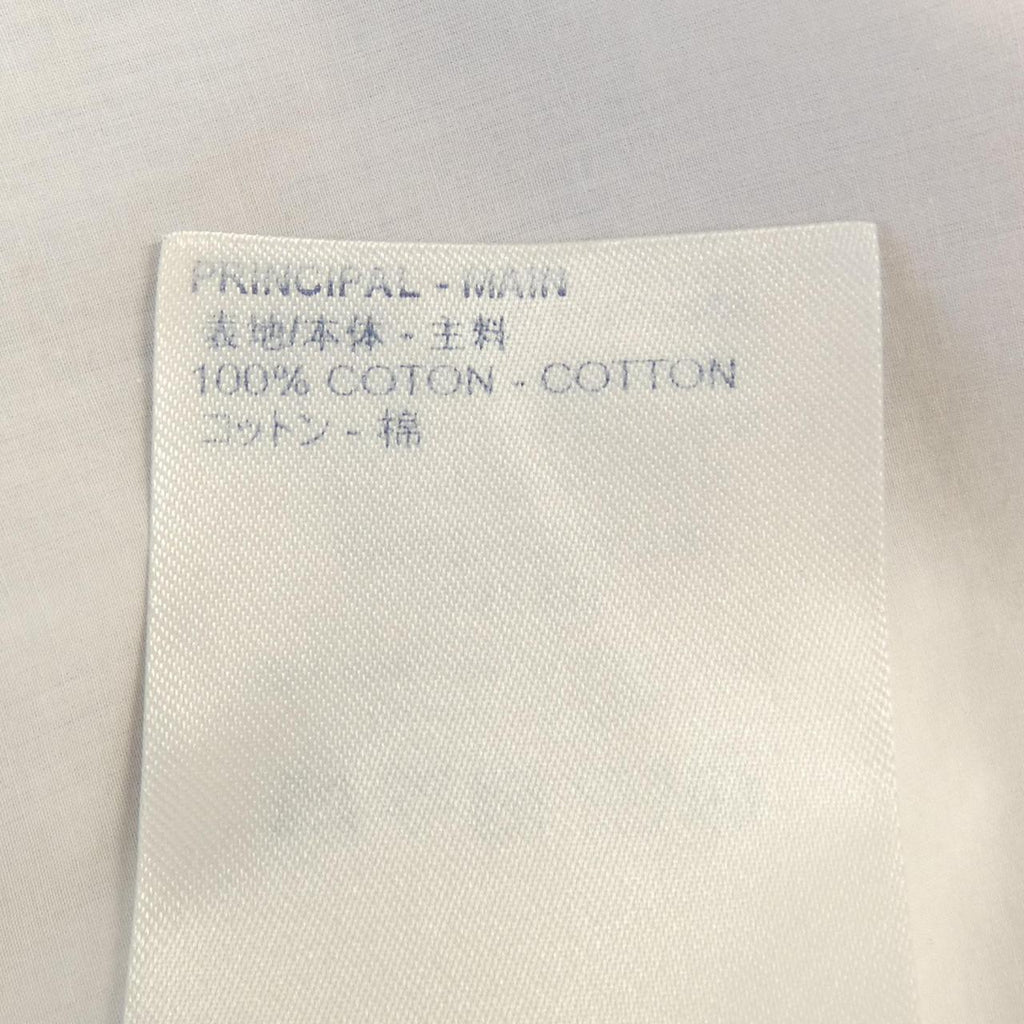 PRINCIPAL - MAIN
表地/本体 - 主料
100% COTON - COTTON
コットン - 棉